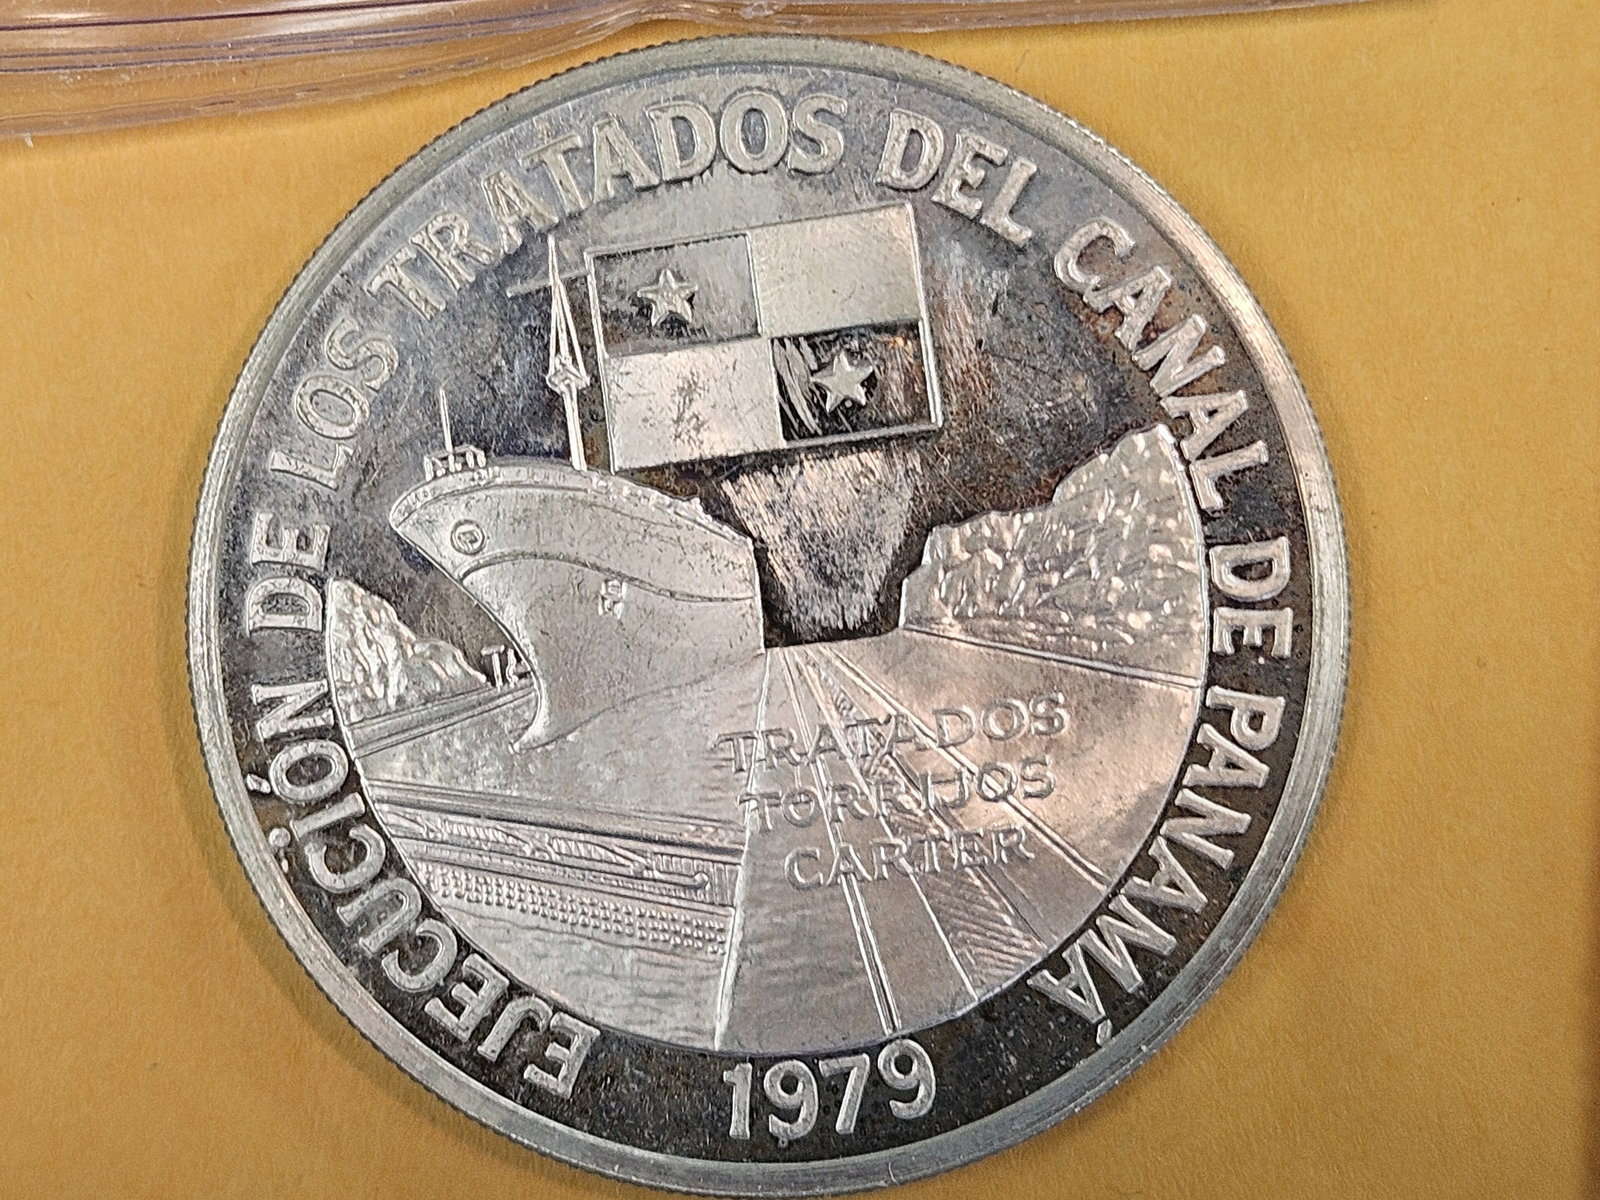 EJECUCIÓN DE LOS TRATADOS DEL CANAL DE PANAMÁ
TRATADOS
TORRIJOS
CARTER
1979